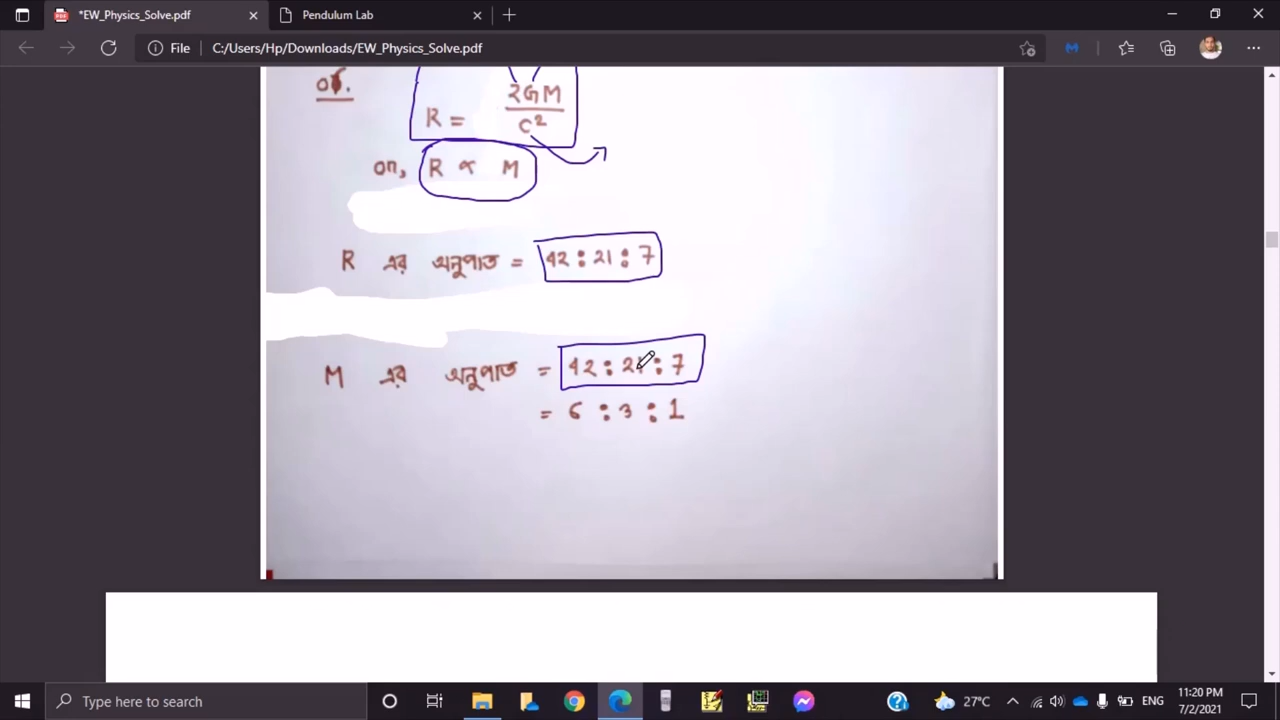 *EW_Physics_Solve.pdf
Pendulum Lab
File
C:/Users/Hp/Downloads/EW_Physics_Solve.pdf
R = 2GM/C²
on, R ∝ M
R এর অনুপাত = 42 : 21 : 7
M এর অনুপাত = 42 : 21 : 7
= 6 : 3 : 1
Type here to search
27°C
ENG
11:20 PM
7/2/2021